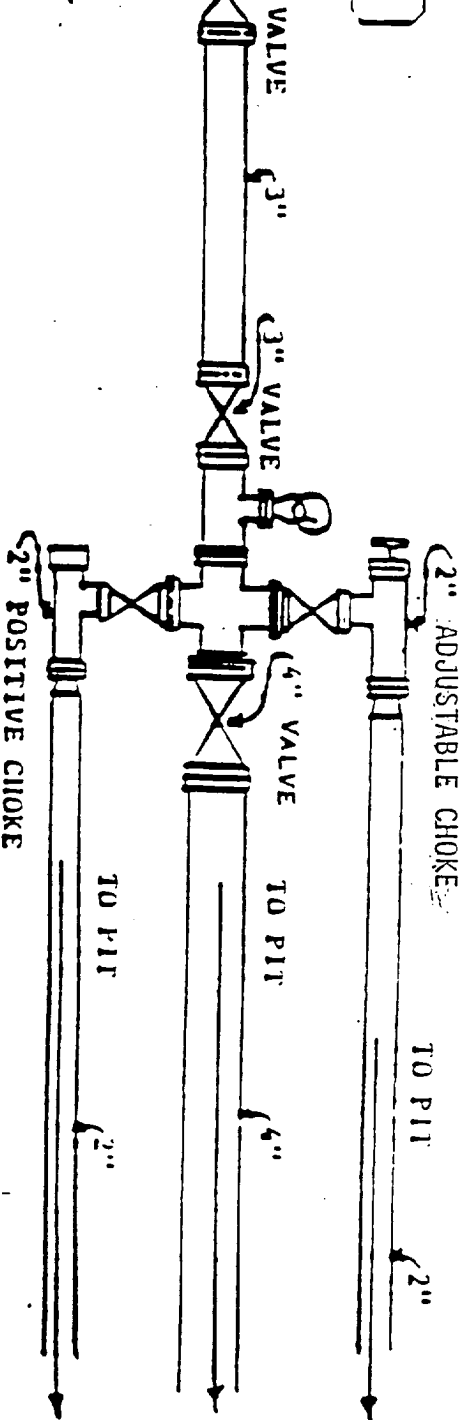 VALVE
3"
3" VALVE
2" ADJUSTABLE CHOKE
TO PIT
2"
4" VALVE
TO PIT
4"
2" POSITIVE CHOKE
TO PIT
2"